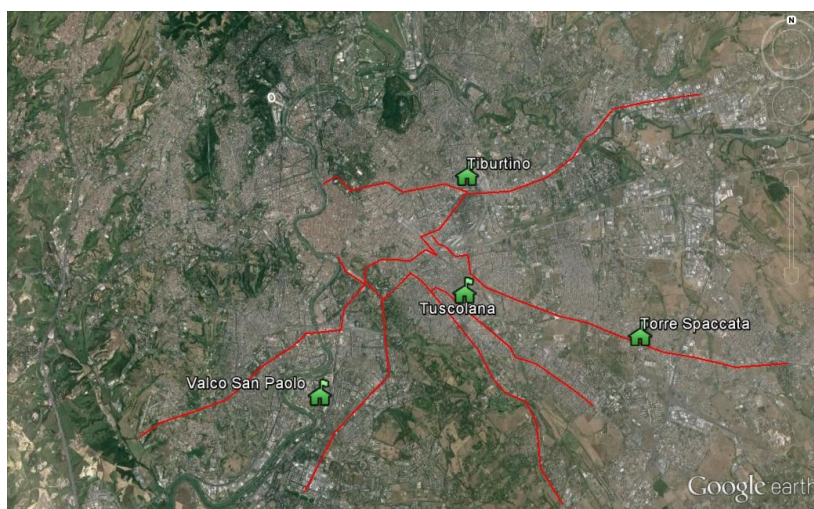 N
Tiburtino
Tuscolana
Torre Spaccata
Valco San Paolo
Google earth